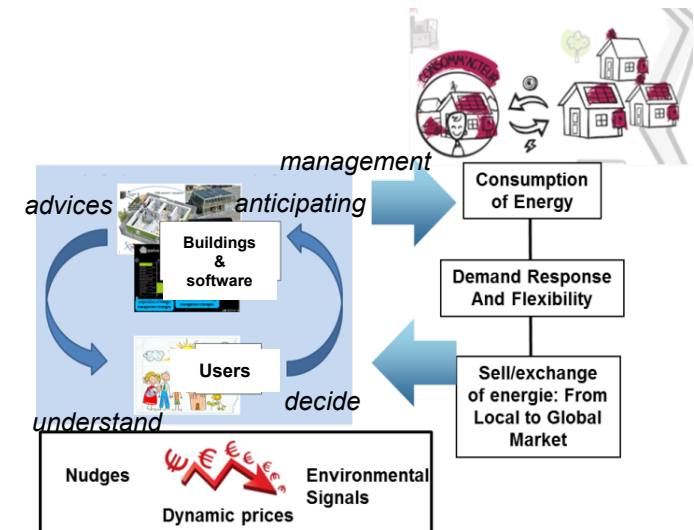 CONSOMM'ACTEUR
management
advices
anticipating
Buildings
&
software
Users
understand
decide
Consumption
of Energy
Demand Response
And Flexibility
Sell/exchange
of energie: From
Local to Global
Market
Nudges
Environmental
Signals
Dynamic prices